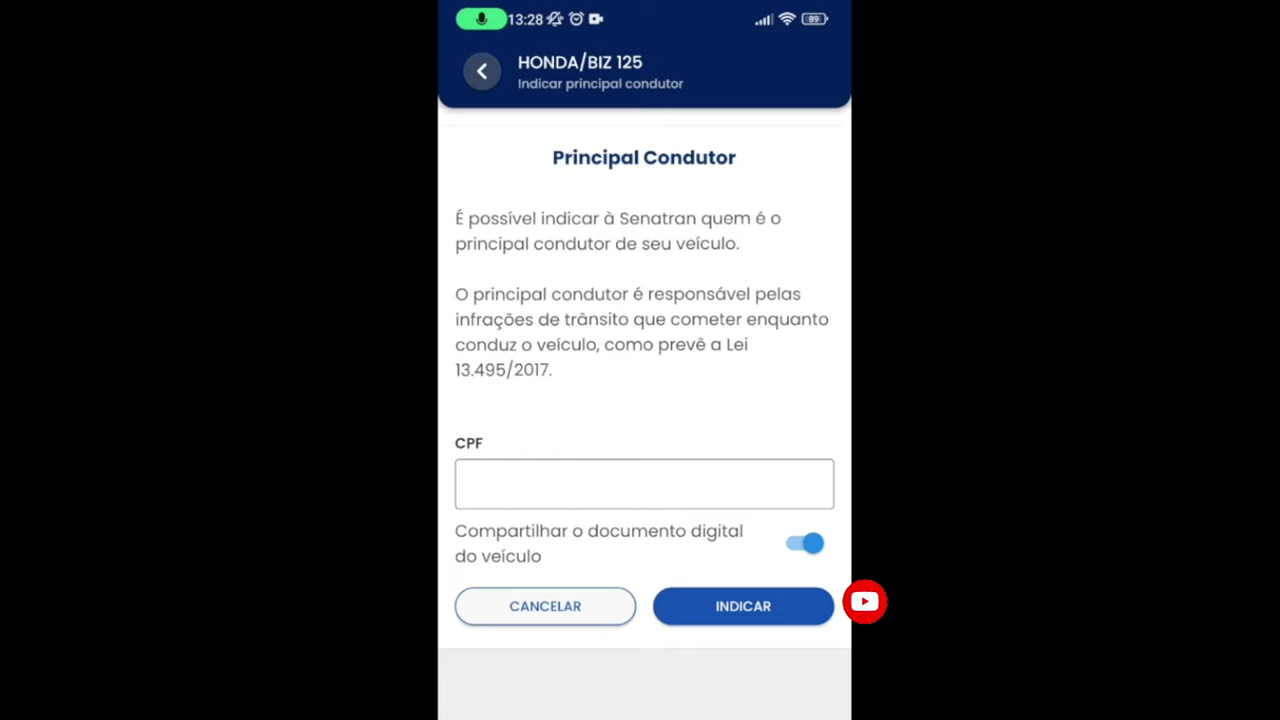 13:28 89
HONDA/BIZ 125
Indicar principal condutor
Principal Condutor
É possível indicar à Senatran quem é o
principal condutor de seu veículo.
O principal condutor é responsável pelas
infrações de trânsito que cometer enquanto
conduz o veículo, como prevê a Lei
13.495/2017.
CPF
Compartilhar o documento digital
do veículo
CANCELAR INDICAR